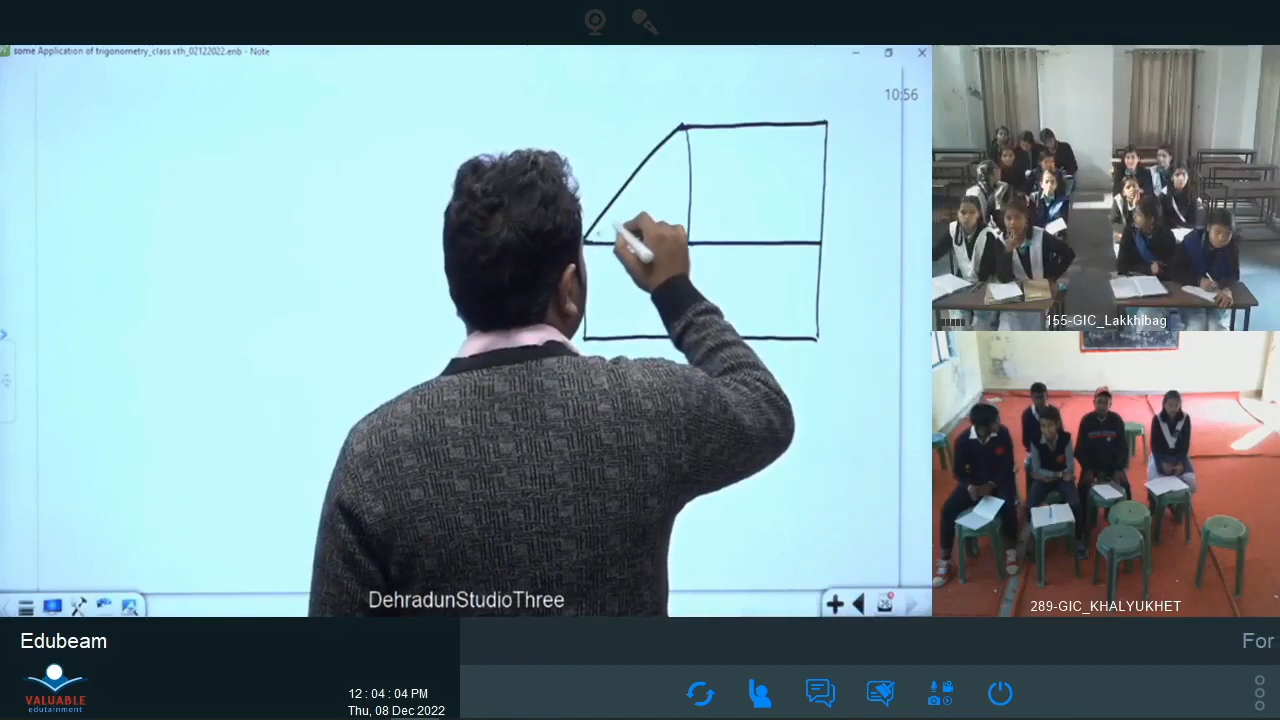 some Application of trigonometry_class xth_02122022.enb - Note
10:56
155-GIC_Lakkhibag
DehradunStudioThree
289-GIC_KHALYUKHET
Edubeam
For
VALUABLE
edutainment
12 : 04 : 04 PM
Thu, 08 Dec 2022